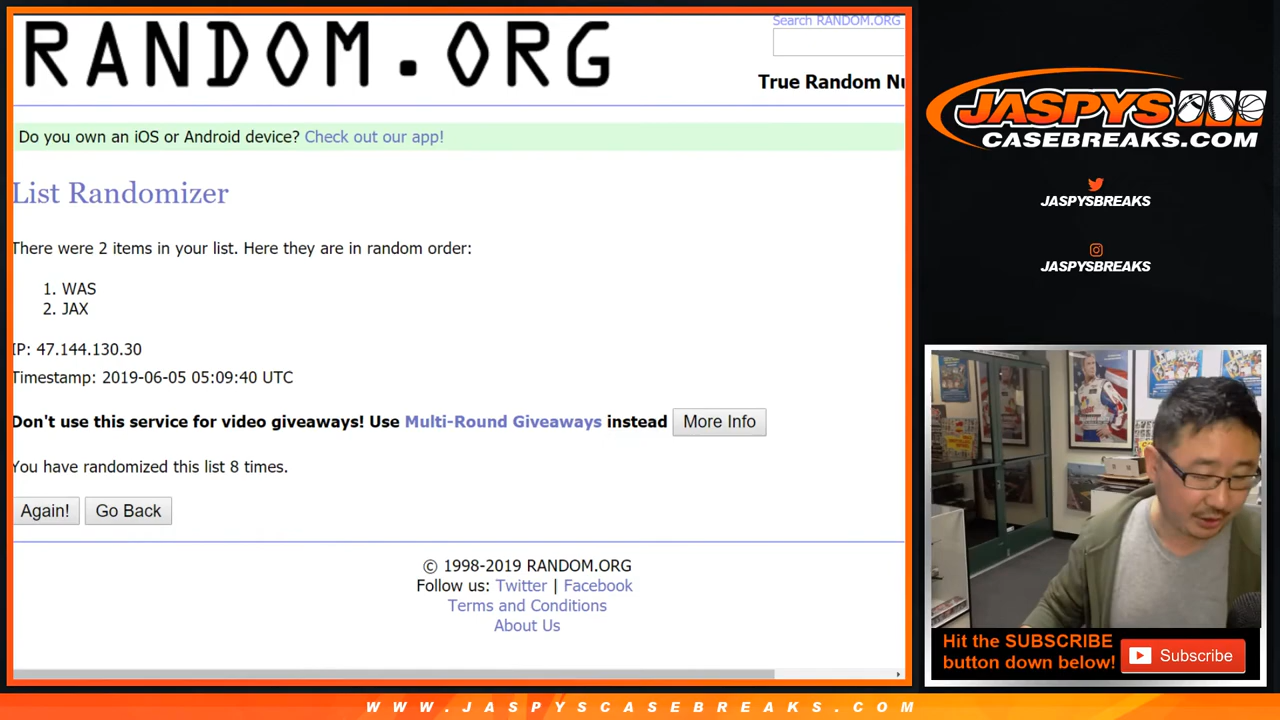 RANDOM.ORG
Search RANDOM.ORG
True Random Nu
Do you own an iOS or Android device? Check out our app!
List Randomizer
There were 2 items in your list. Here they are in random order:
1. WAS
2. JAX
IP: 47.144.130.30
Timestamp: 2019-06-05 05:09:40 UTC
Don't use this service for video giveaways! Use Multi-Round Giveaways instead More Info
You have randomized this list 8 times.
Again! Go Back
© 1998-2019 RANDOM.ORG
Follow us: Twitter | Facebook
Terms and Conditions
About Us
JASPYS
CASEBREAKS.COM
JASPYSBREAKS
JASPYSBREAKS
Hit the SUBSCRIBE
button down below!
Subscribe
WWW.JASPYSCASEBREAKS.COM